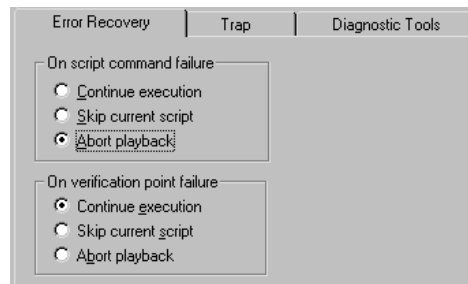 Error Recovery Trap Diagnostic Tools
On script command failure
Continue execution
Skip current script
Abort playback
On verification point failure
Continue execution
Skip current script
Abort playback